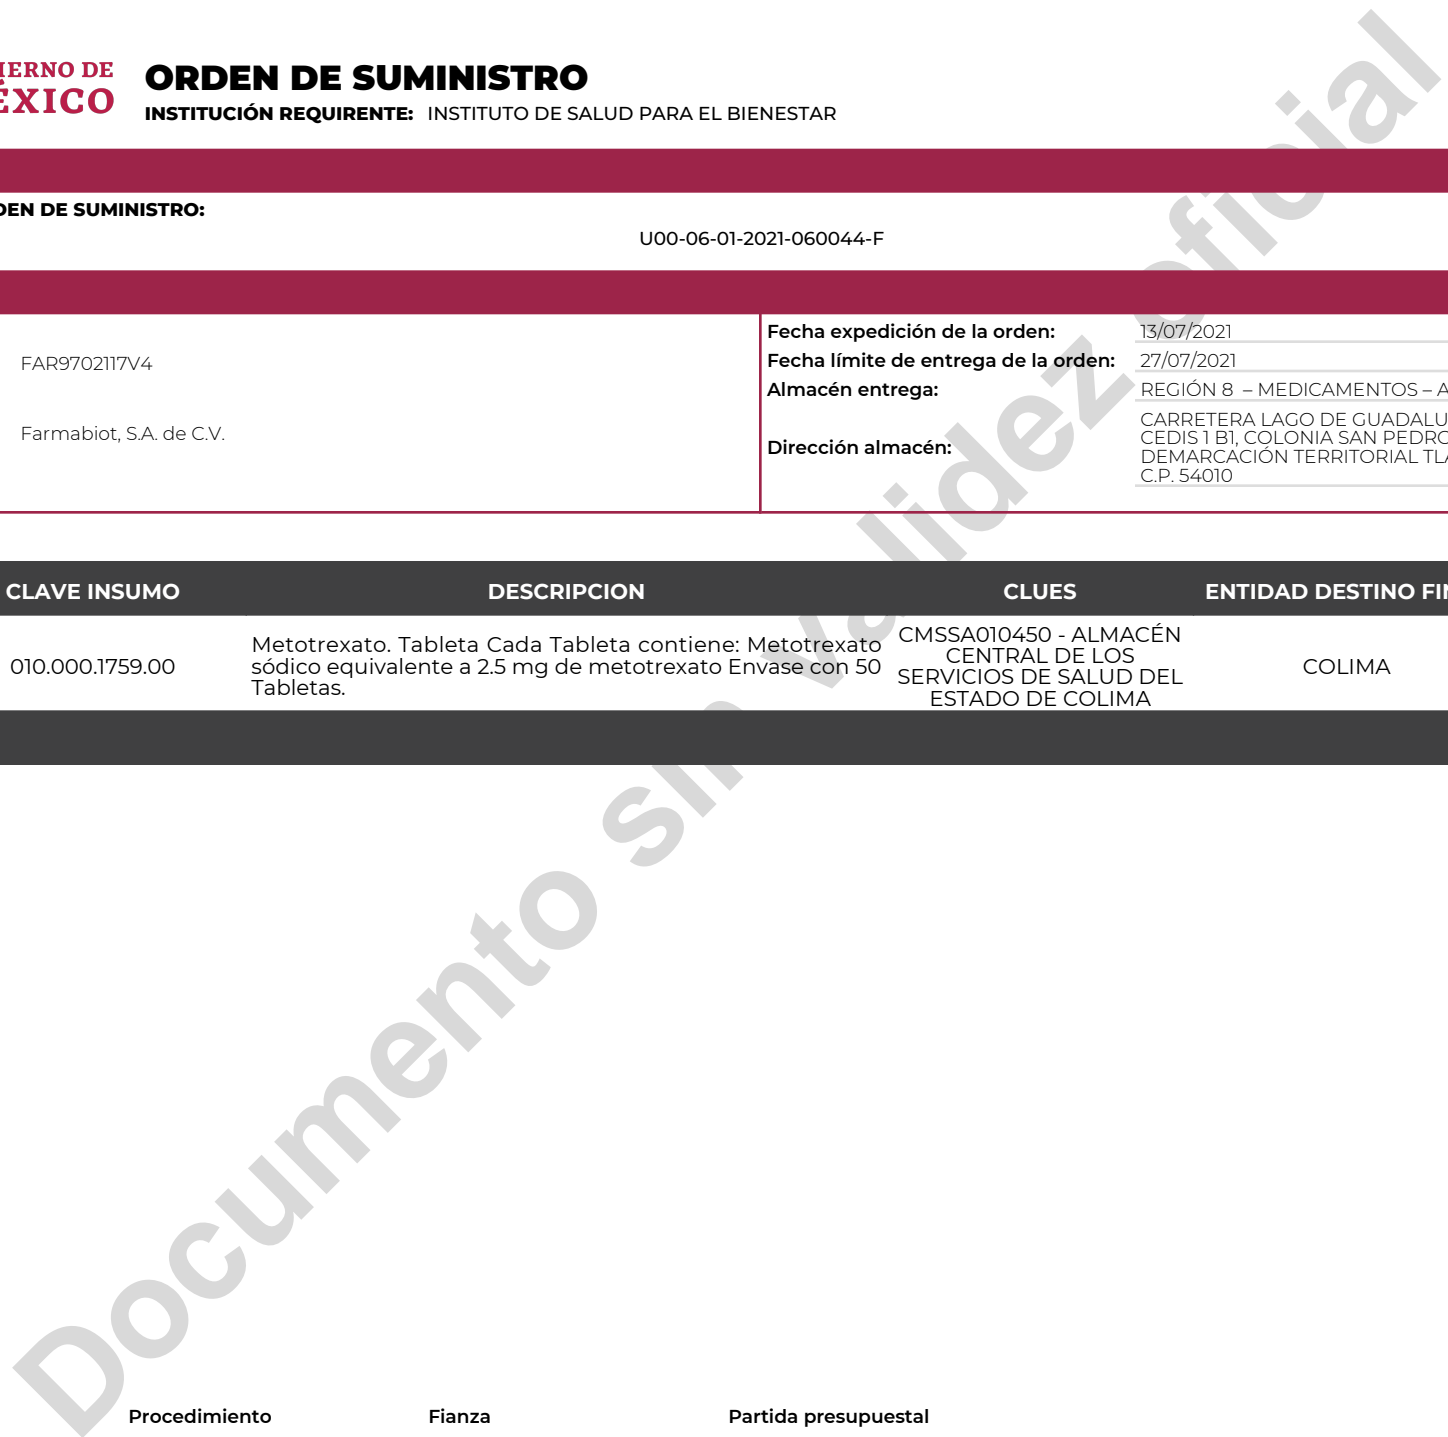 IERNO DE
ÉXICO
ORDEN DE SUMINISTRO
INSTITUCIÓN REQUIRENTE: INSTITUTO DE SALUD PARA EL BIENESTAR
DEN DE SUMINISTRO:
U00-06-01-2021-060044-F
FAR9702117V4
Farmabiot, S.A. de C.V.
Fecha expedición de la orden: 13/07/2021
Fecha límite de entrega de la orden: 27/07/2021
Almacén entrega: REGIÓN 8 – MEDICAMENTOS – A
Dirección almacén:
CARRETERA LAGO DE GUADALU
CEDIS 1 B1, COLONIA SAN PEDRO
DEMARCACIÓN TERRITORIAL TLA
C.P. 54010
CLAVE INSUMO DESCRIPCION CLUES ENTIDAD DESTINO FIN
010.000.1759.00
Metotrexato. Tableta Cada Tableta contiene: Metotrexato
sódico equivalente a 2.5 mg de metotrexato Envase con 50
Tabletas.
CMSSA010450 - ALMACÉN
CENTRAL DE LOS
SERVICIOS DE SALUD DEL
ESTADO DE COLIMA
COLIMA
Documento sin validez oficial
Procedimiento Fianza Partida presupuestal